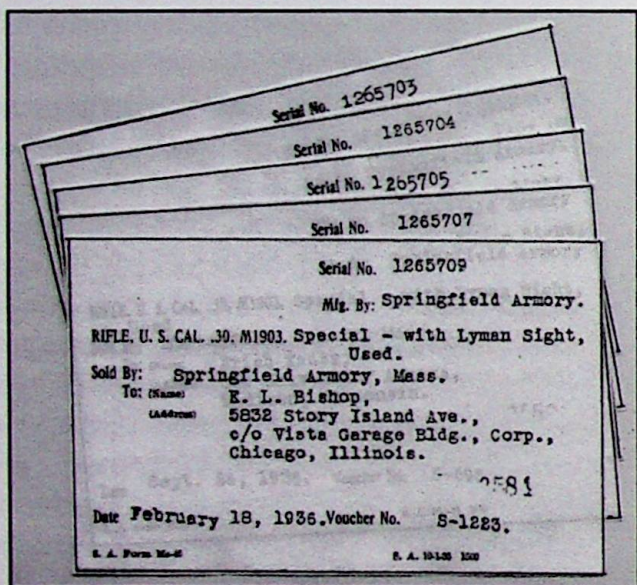 Serial No. 1265703
Serial No. 1265704
Serial No. 1265705
Serial No. 1265707
Serial No. 1265709
Mfg. By: Springfield Armory.
RIFLE. U. S. CAL. .30. M1903. Special - with Lyman Sight,
Used.
Sold By: Springfield Armory, Mass.
To: (Name) E. L. Bishop,
(Address) 5832 Story Island Ave.,
c/o Vista Garage Bldg., Corp.,
Chicago, Illinois.
2581
Date February 18, 1936. Voucher No. S-1223.
S. A. Form
S. A.